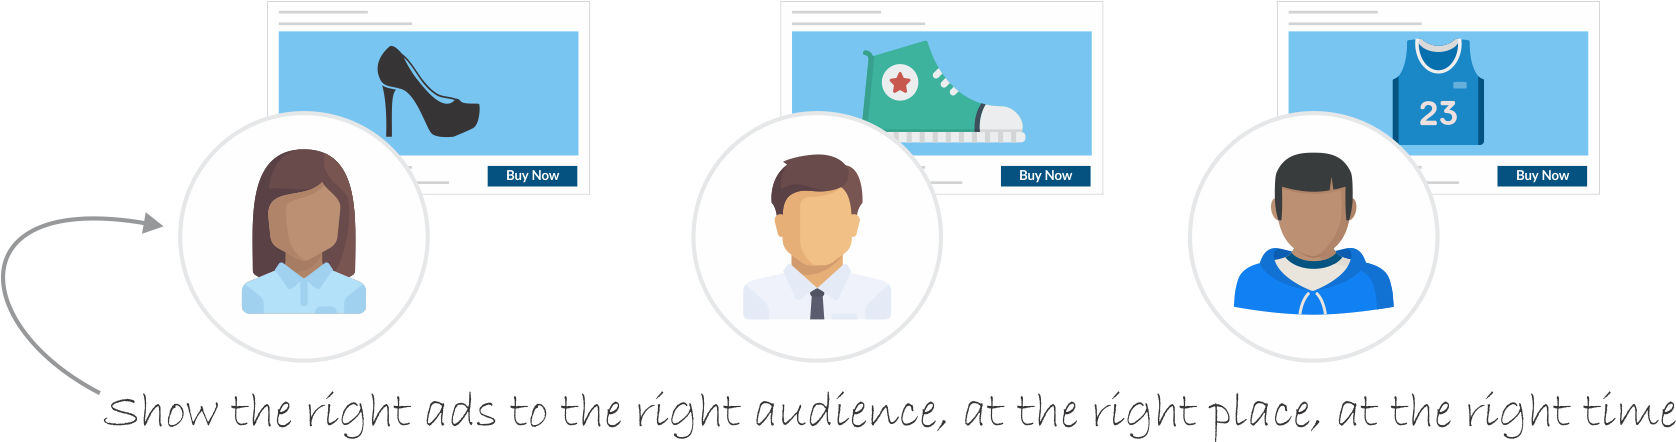 23
Buy Now
Buy Now
Buy Now
Show the right ads to the right audience, at the right place, at the right time